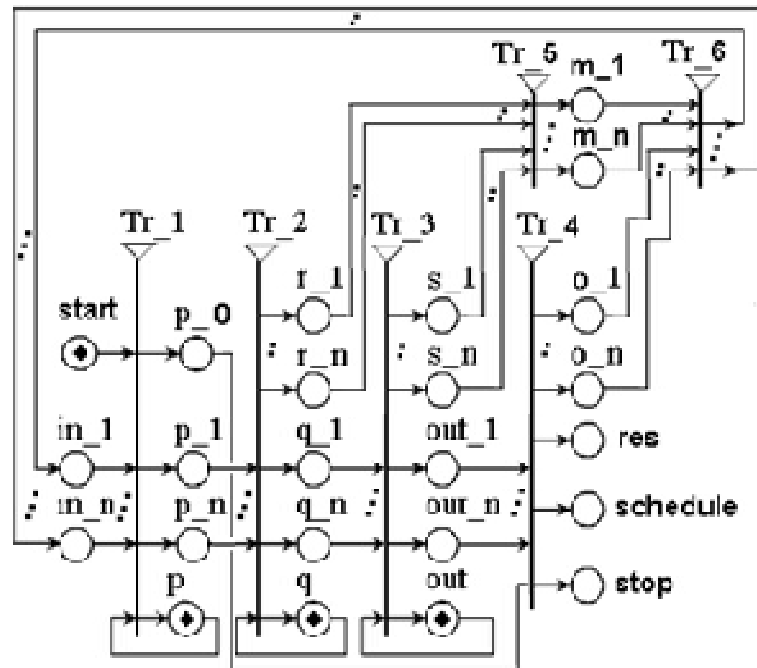 Tr_5 m_1 Tr_6
m_n
Tr_1 Tr_2 Tr_3 Tr_4
r_1 s_1 o_1
start p_0
r_n s_n o_n
in_1 p_1 q_1 out_1 res
in_n p_n q_n our_n schedule
p q out stop